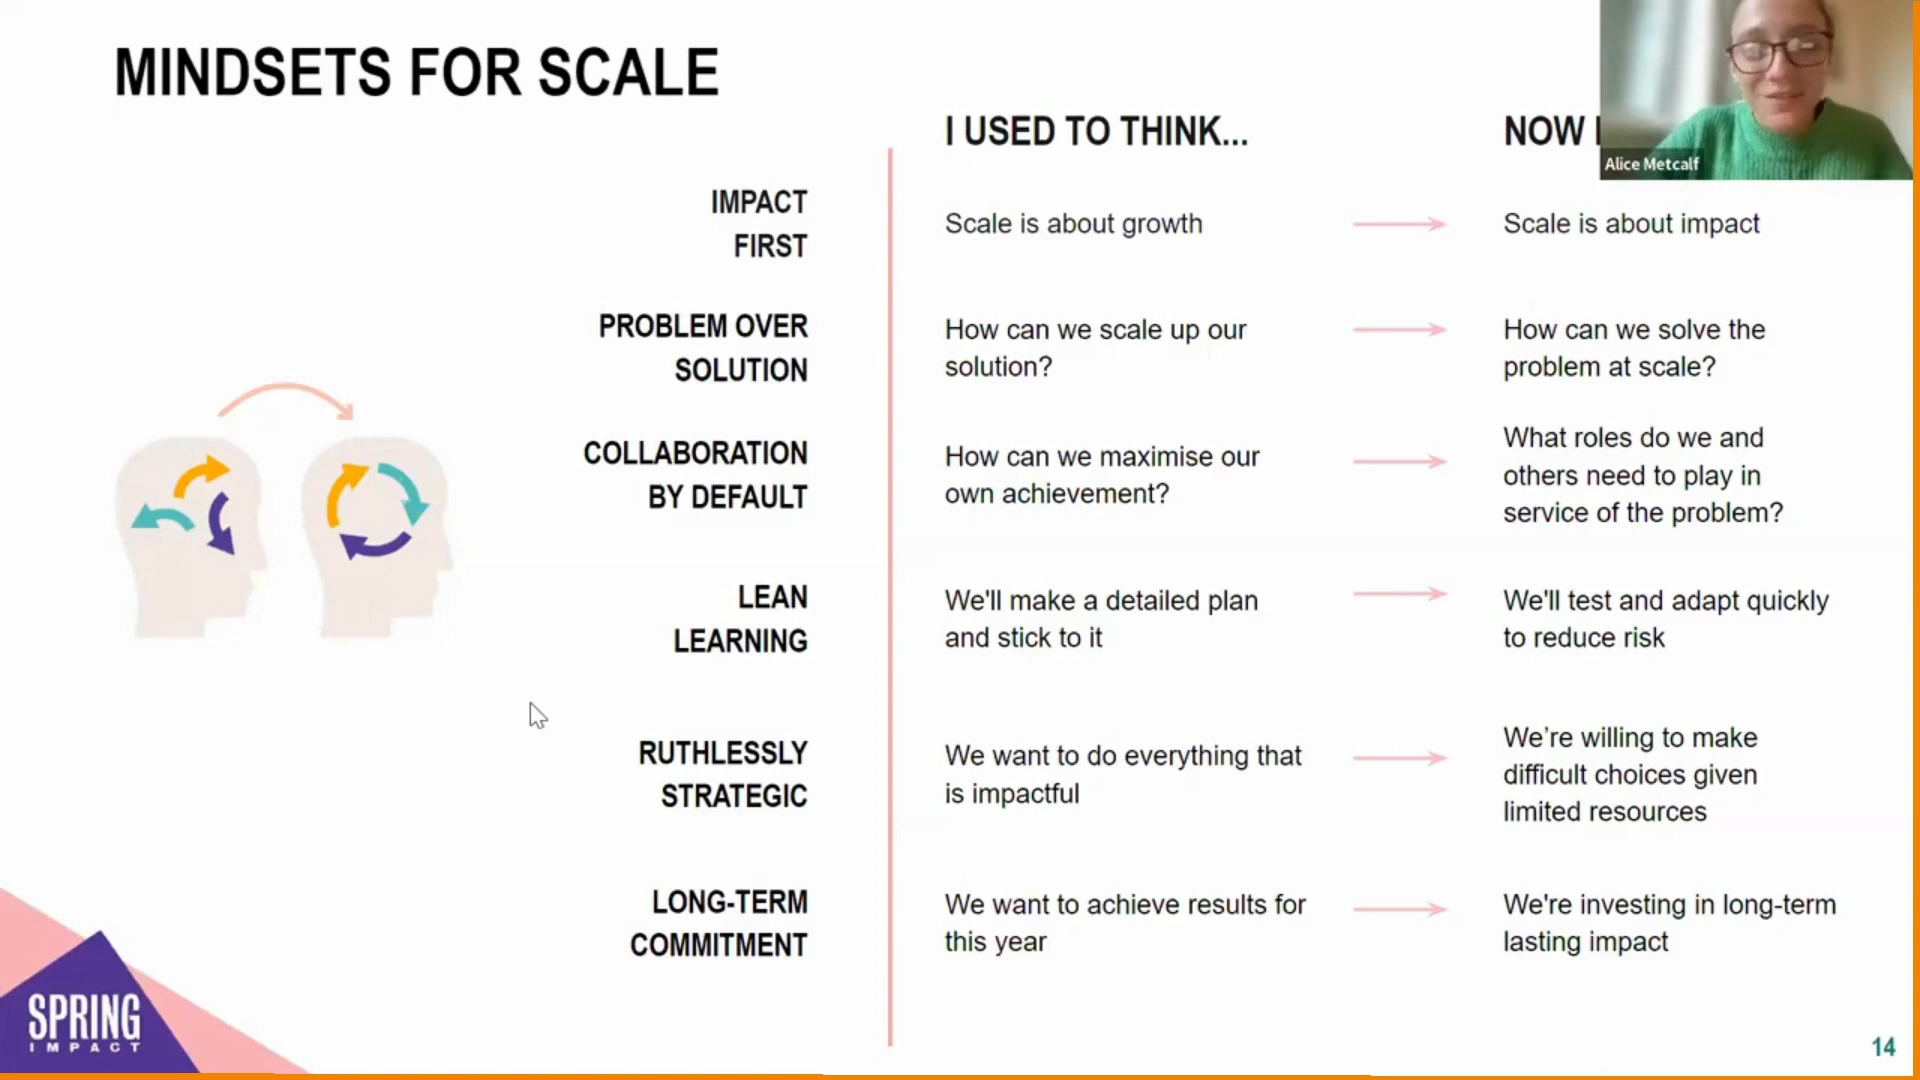 MINDSETS FOR SCALE
I USED TO THINK...
NOW
Alice Metcalf
IMPACT
FIRST
Scale is about growth
Scale is about impact
PROBLEM OVER
SOLUTION
How can we scale up our
solution?
How can we solve the
problem at scale?
COLLABORATION
BY DEFAULT
How can we maximise our
own achievement?
What roles do we and
others need to play in
service of the problem?
LEAN
LEARNING
We'll make a detailed plan
and stick to it
We'll test and adapt quickly
to reduce risk
RUTHLESSLY
STRATEGIC
We want to do everything that
is impactful
We’re willing to make
difficult choices given
limited resources
LONG-TERM
COMMITMENT
We want to achieve results for
this year
We're investing in long-term
lasting impact
SPRING
IMPACT
14